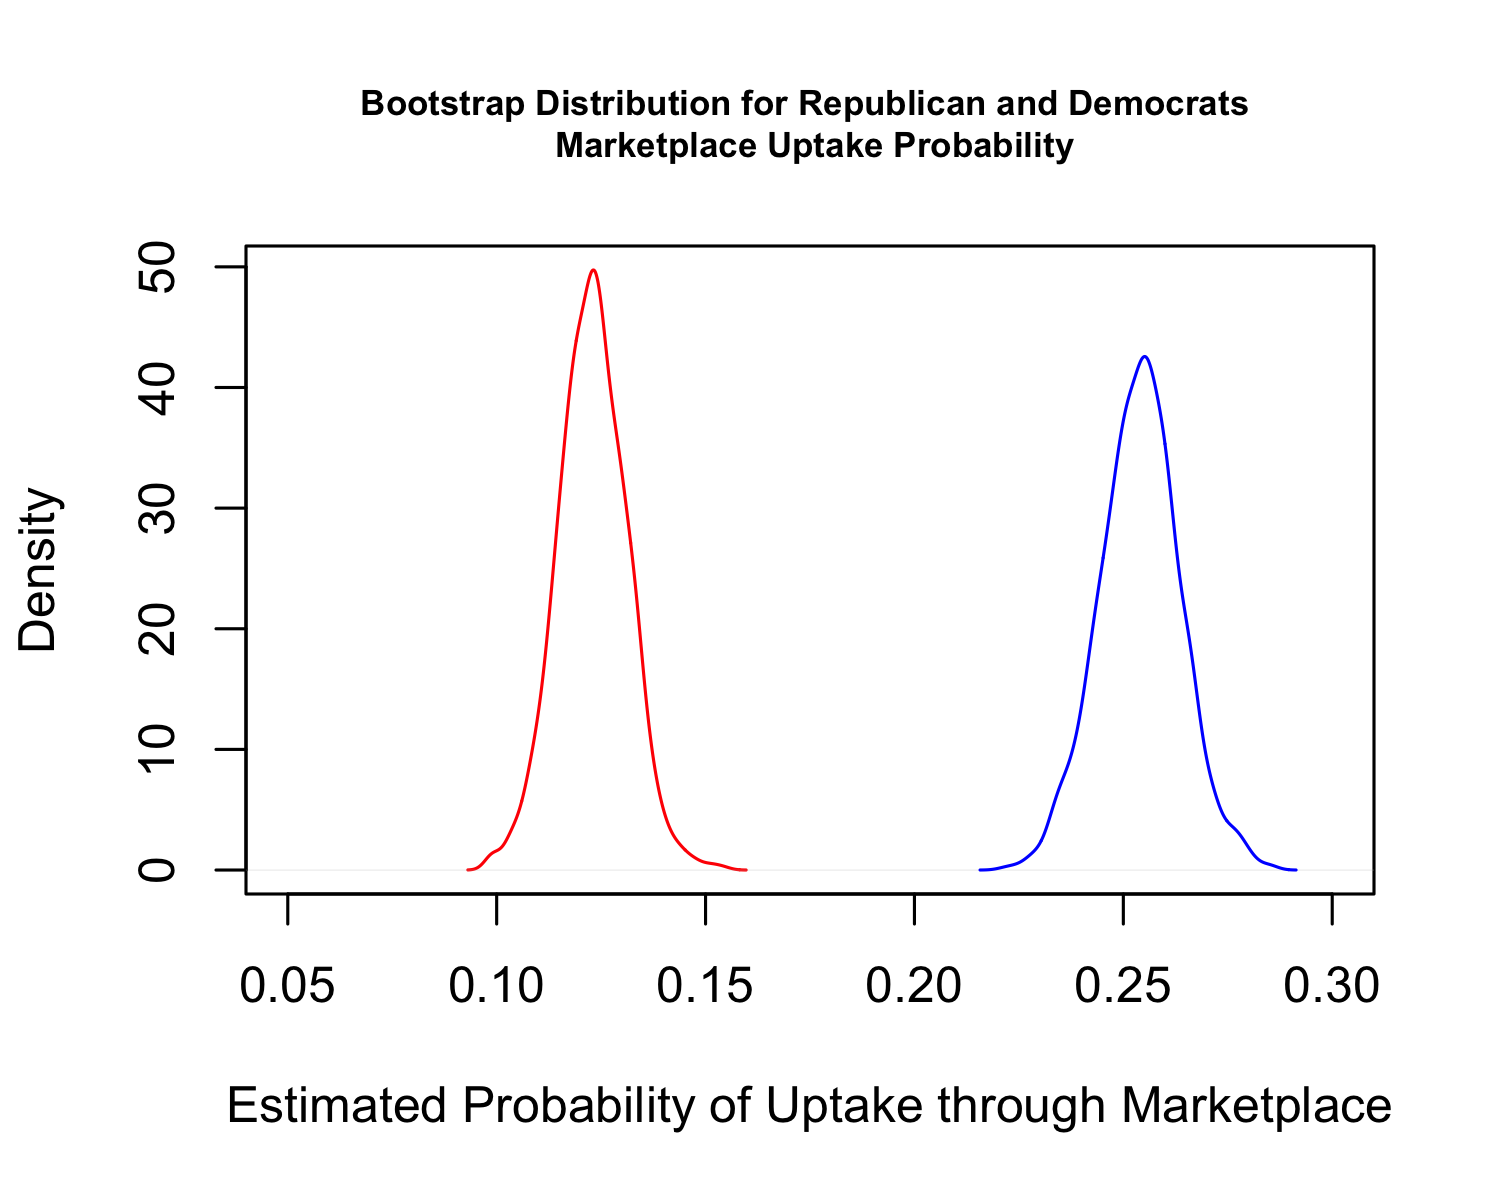 Bootstrap Distribution for Republican and Democrats
Marketplace Uptake Probability
50
40
30
20
10
0
Density
0.05 0.10 0.15 0.20 0.25 0.30
Estimated Probability of Uptake through Marketplace